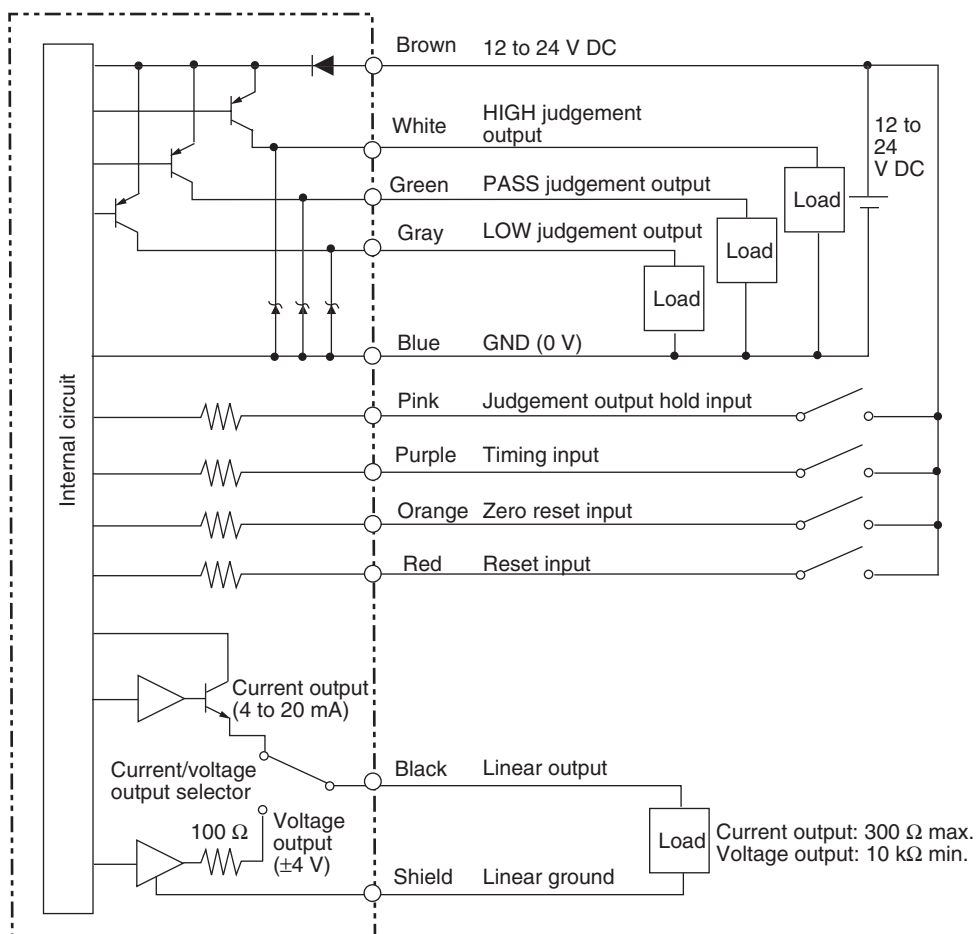 Brown 12 to 24 V DC
White HIGH judgement
output
12 to
24
V DC
Green PASS judgement output
Load
Gray LOW judgement output
Load
Load
Blue GND (0 V)
Internal circuit
Pink Judgement output hold input
Purple Timing input
Orange Zero reset input
Red Reset input
Current output
(4 to 20 mA)
Current/voltage
output selector
Black Linear output
100 Ω
Voltage
output
(±4 V)
Load
Current output: 300 Ω max.
Voltage output: 10 kΩ min.
Shield Linear ground